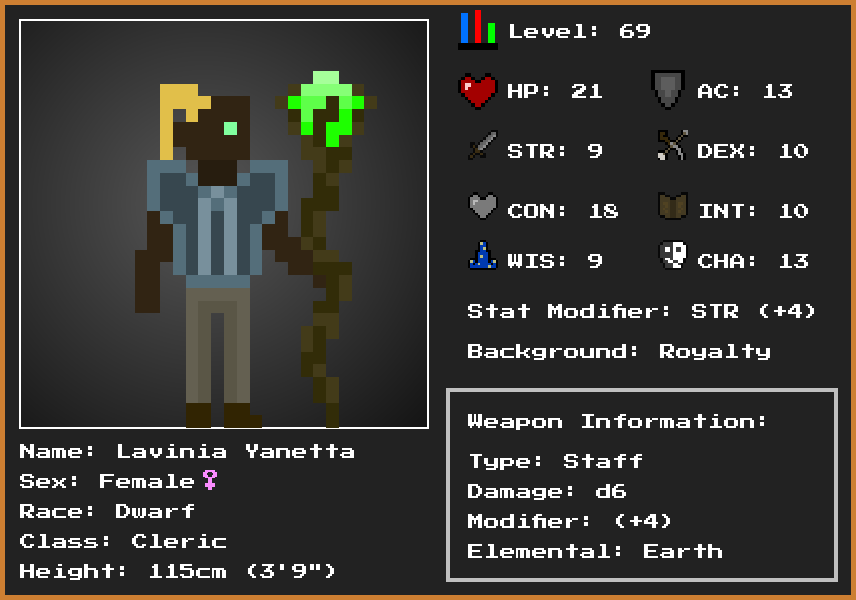 Level: 69
HP: 21 AC: 13
STR: 9 DEX: 10
CON: 18 INT: 10
WIS: 9 CHA: 13
Stat Modifier: STR (+4)
Background: Royalty
Weapon Information:
Type: Staff
Damage: d6
Modifier: (+4)
Elemental: Earth
Name: Lavinia Yanetta
Sex: Female♀
Race: Dwarf
Class: Cleric
Height: 115cm (3'9")